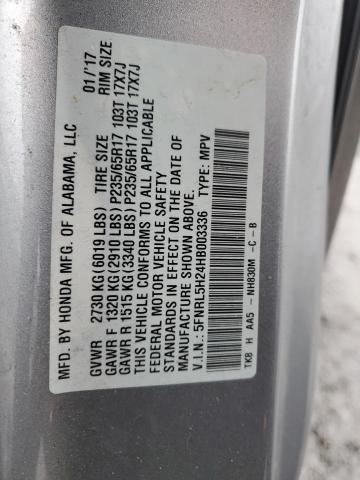 MFD. BY HONDA MFG. OF ALABAMA, LLC 01/'17
TIRE SIZE RIM SIZE
GVWR 2730 KG(6019 LBS)
GAWR F 1320 KG(2910 LBS) P235/65R17 103T 17X7J
GAWR R 1515 KG(3340 LBS) P235/65R17 103T 17X7J
THIS VEHICLE CONFORMS TO ALL APPLICABLE
FEDERAL MOTOR VEHICLE SAFETY
STANDARDS IN EFFECT ON THE DATE OF
MANUFACTURE SHOWN ABOVE.
V.I.N.: 5FNRL5H24HB003336 TYPE: MPV
TK8 H AA5 - NH830M -C -B